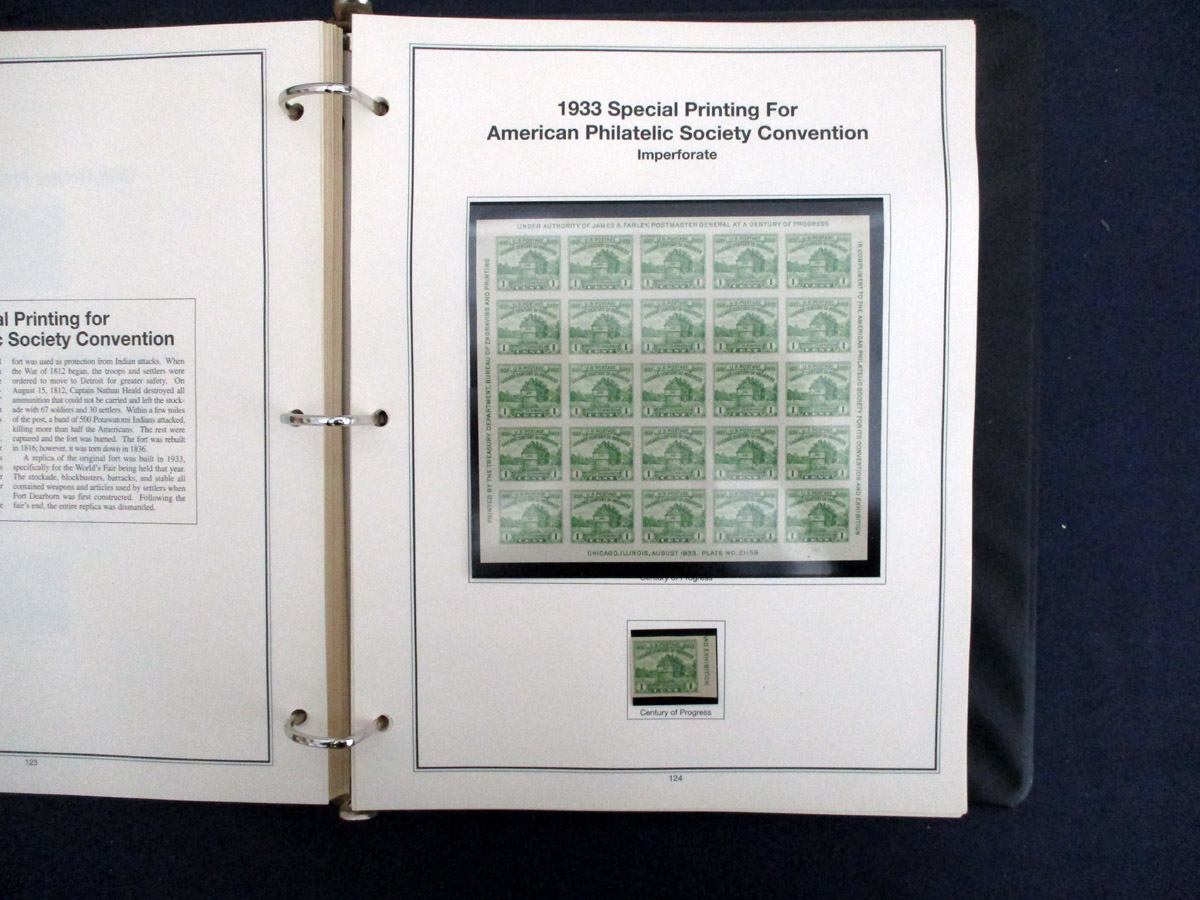 al Printing for
c Society Convention
fort was used as protection from Indian attacks. When
the War of 1812 began, the troops and settlers were
ordered to move to Detroit for greater safety. On
August 15, 1812, Captain Nathan Heald destroyed all
ammunition that could not be carried and left the stock-
ade with 67 soldiers and 30 settlers. Within a few miles
of the post, a band of 500 Potawatomi Indians attacked,
killing more than half the Americans. The rest were
captured and the fort was burned. The fort was rebuilt
in 1816; however, it was torn down in 1836.
A replica of the original fort was built in 1933,
specifically for the World's Fair being held that year.
The stockade, blockbusters, barracks, and stable all
contained weapons and articles used by settlers when
Fort Dearborn was first constructed. Following the
fair's end, the entire replica was dismantled.
123
1933 Special Printing For
American Philatelic Society Convention
Imperforate
UNDER AUTHORITY OF JAMES A. FARLEY, POSTMASTER GENERAL AT A CENTURY OF PROGRESS
PRINTED BY THE TREASURY DEPARTMENT, BUREAU OF ENGRAVING AND PRINTING
IN COMPLIMENT TO THE AMERICAN PHILATELIC SOCIETY FOR ITS CONVENTION AND EXHIBITION
CHICAGO, ILLINOIS, AUGUST 1933. PLATE NO. 21159
Century of Progress
AND EXHIBITION
1 CENT 1
Century of Progress
124